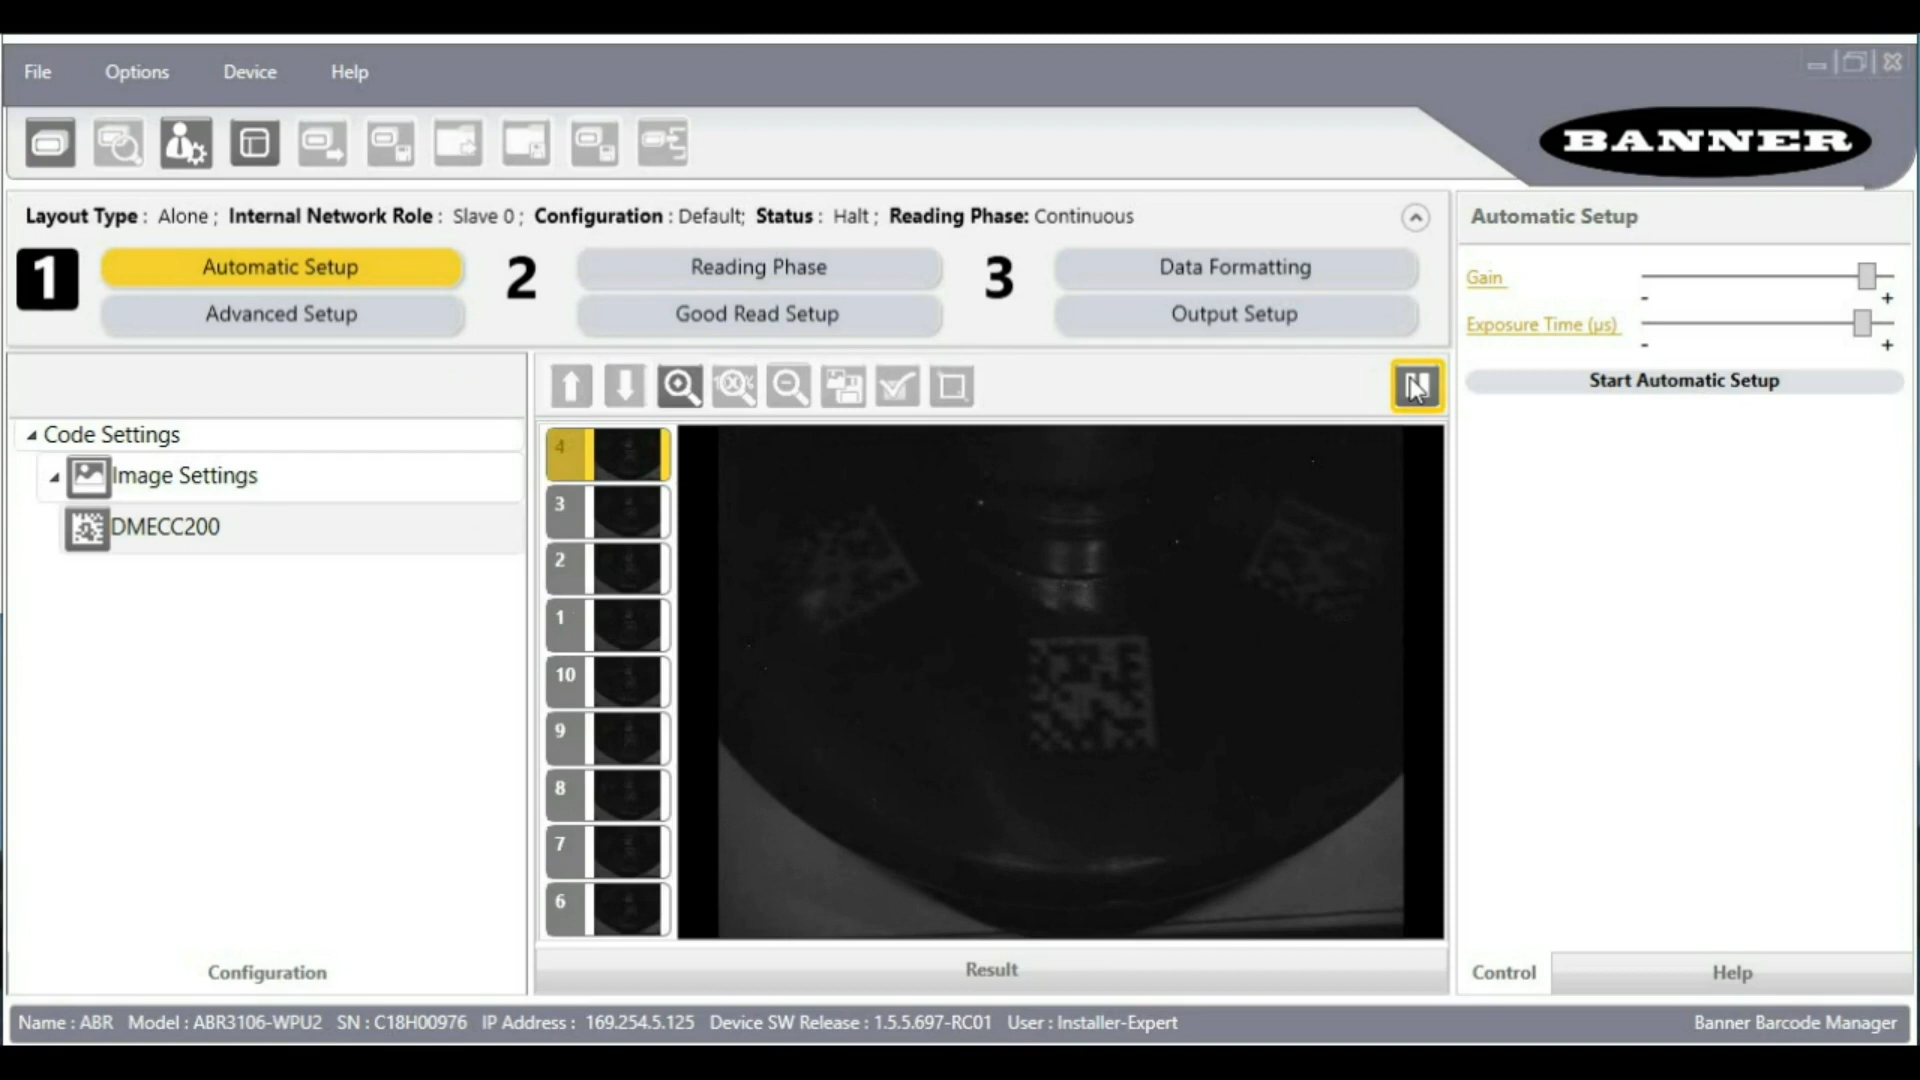 File Options Device Help
BANNER
Layout Type : Alone ; Internal Network Role : Slave 0 ; Configuration : Default; Status : Halt ; Reading Phase: Continuous
1 Automatic Setup
Advanced Setup
2 Reading Phase
Good Read Setup
3 Data Formatting
Output Setup
Automatic Setup
Gain
- +
Exposure Time (µs)
- +
Start Automatic Setup
Code Settings
Image Settings
DMECC200
4
3
2
1
10
9
8
7
6
Configuration
Result
Control Help
Name : ABR Model : ABR3106-WPU2 SN : C18H00976 IP Address : 169.254.5.125 Device SW Release : 1.5.5.697-RC01 User : Installer-Expert Banner Barcode Manager